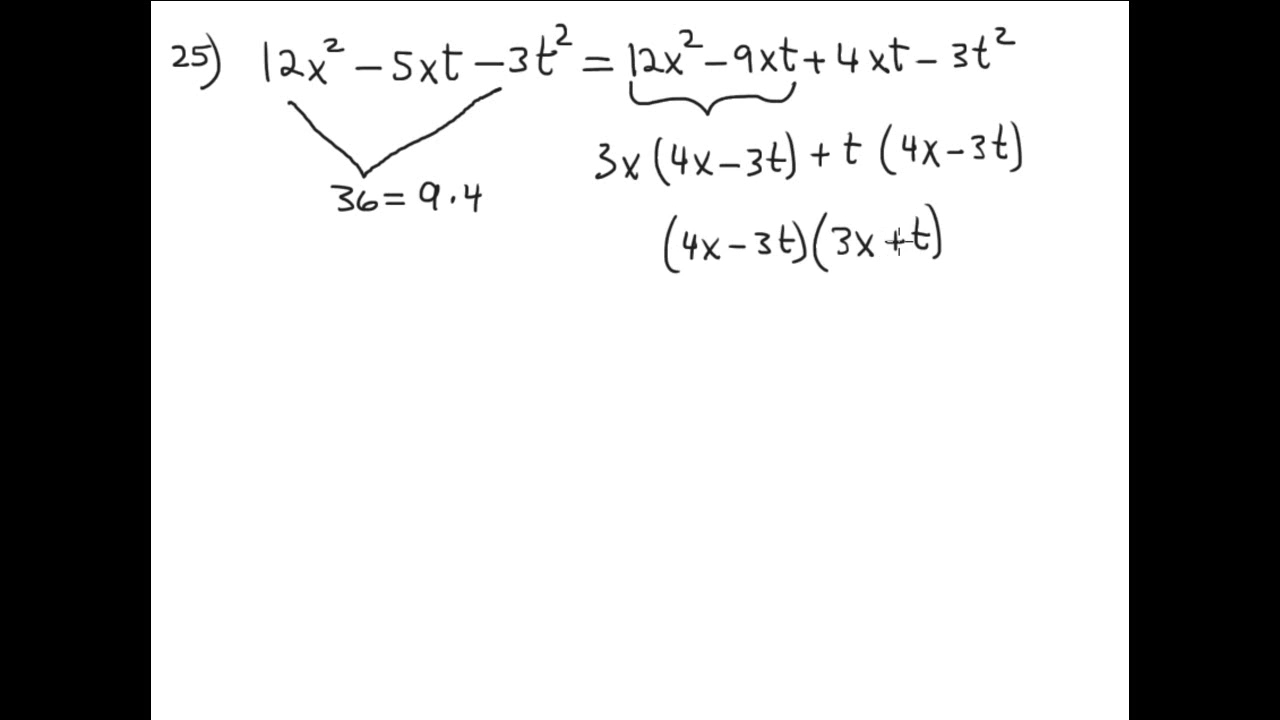 25) 12x² - 5xt - 3t² = 12x² - 9xt + 4xt - 3t²
3x (4x - 3t) + t (4x - 3t)
36 = 9 · 4
(4x - 3t)(3x + t)